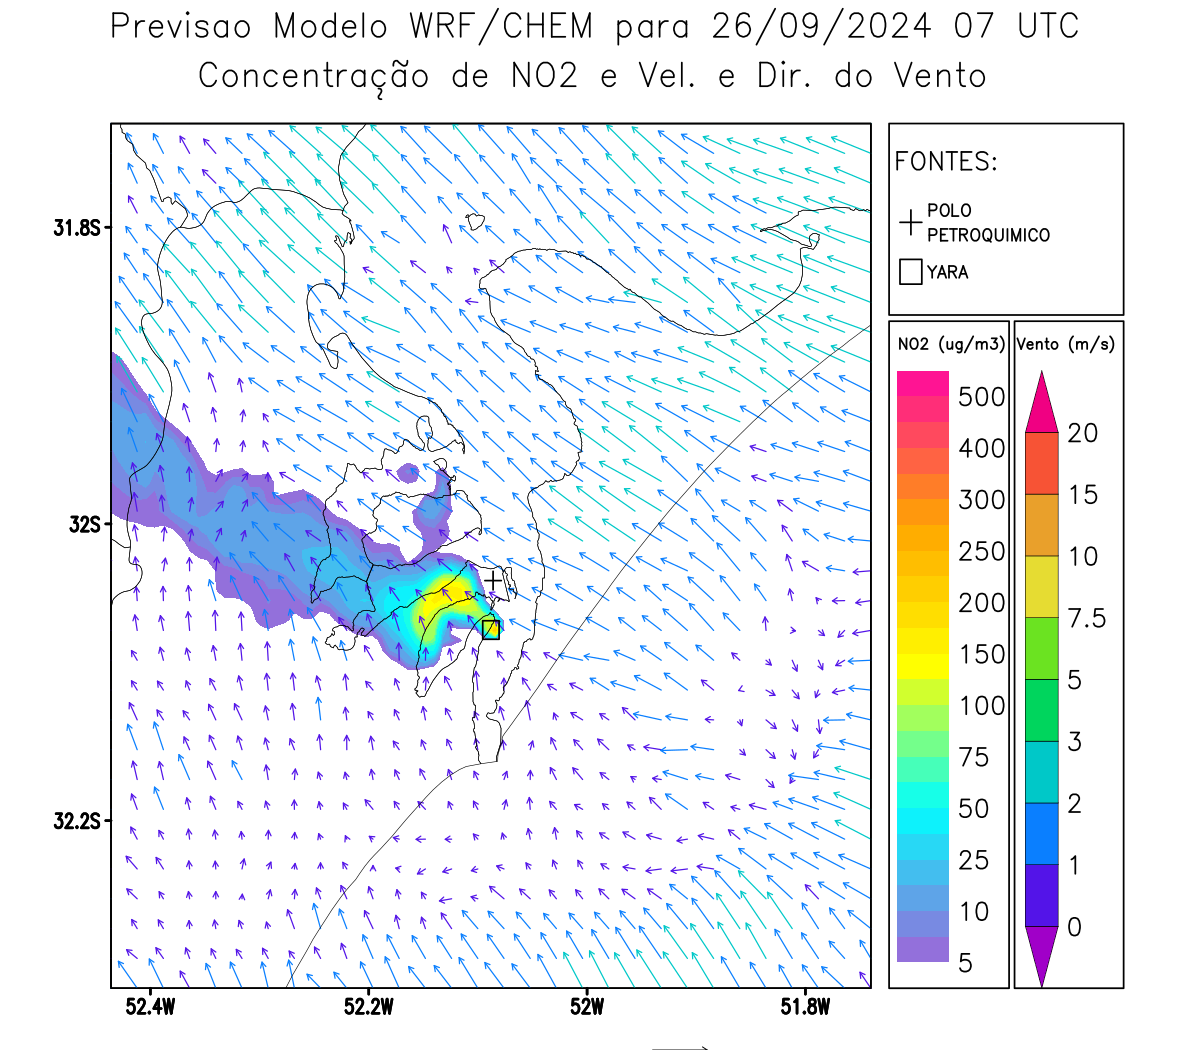 Previsao Modelo WRF/CHEM para 26/09/2024 07 UTC
Concentração de NO2 e Vel. e Dir. do Vento
FONTES:
POLO
PETROQUIMICO
YARA
31.8S
32S
32.2S
52.4W
52.2W
52W
51.8W
NO2 (ug/m3)
500
400
300
250
200
150
100
75
50
25
10
5
Vento (m/s)
20
15
10
7.5
5
3
2
1
0